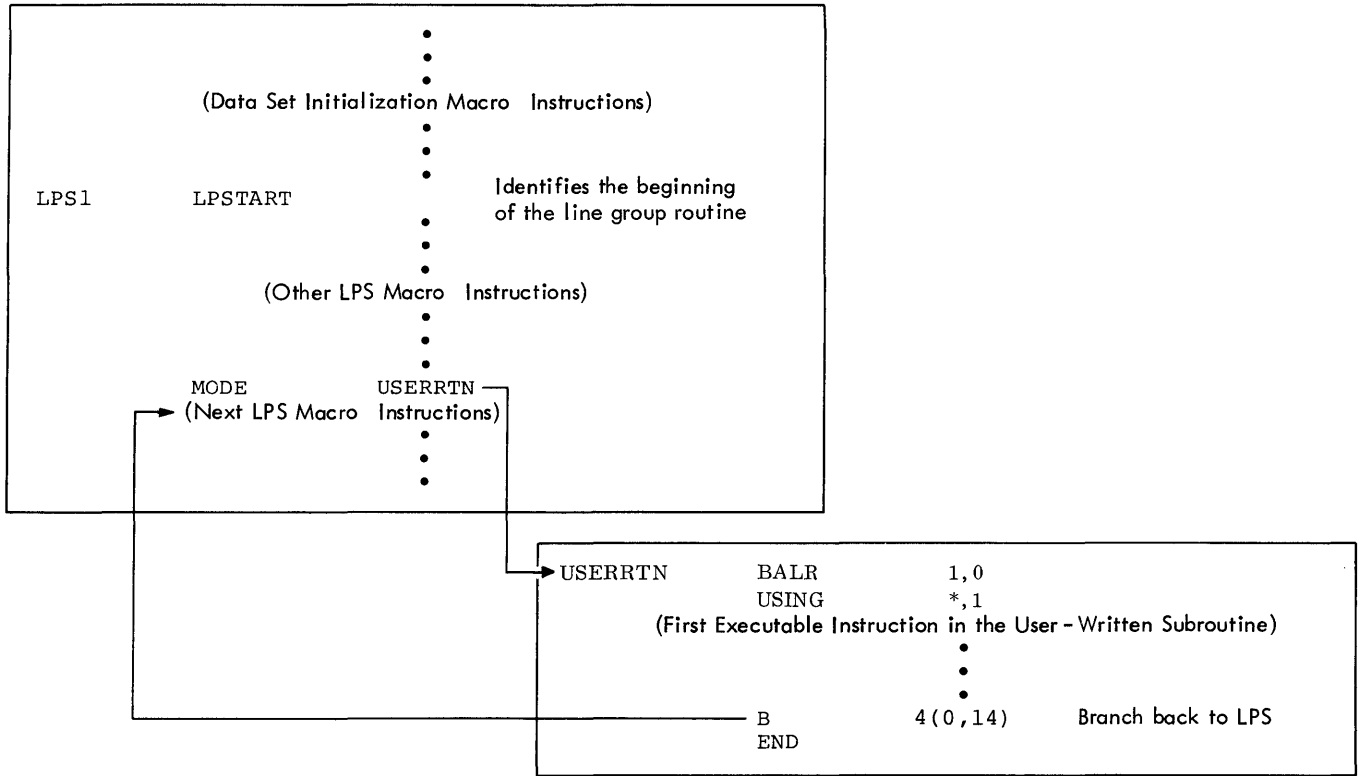 (Data Set Initialization Macro Instructions)
LPS1 LPSTART Identifies the beginning
of the line group routine
(Other LPS Macro Instructions)
MODE USERRTN
(Next LPS Macro Instructions)
USERRTN BALR 1,0
USING *,1
(First Executable Instruction in the User-Written Subroutine)
B 4(0,14) Branch back to LPS
END